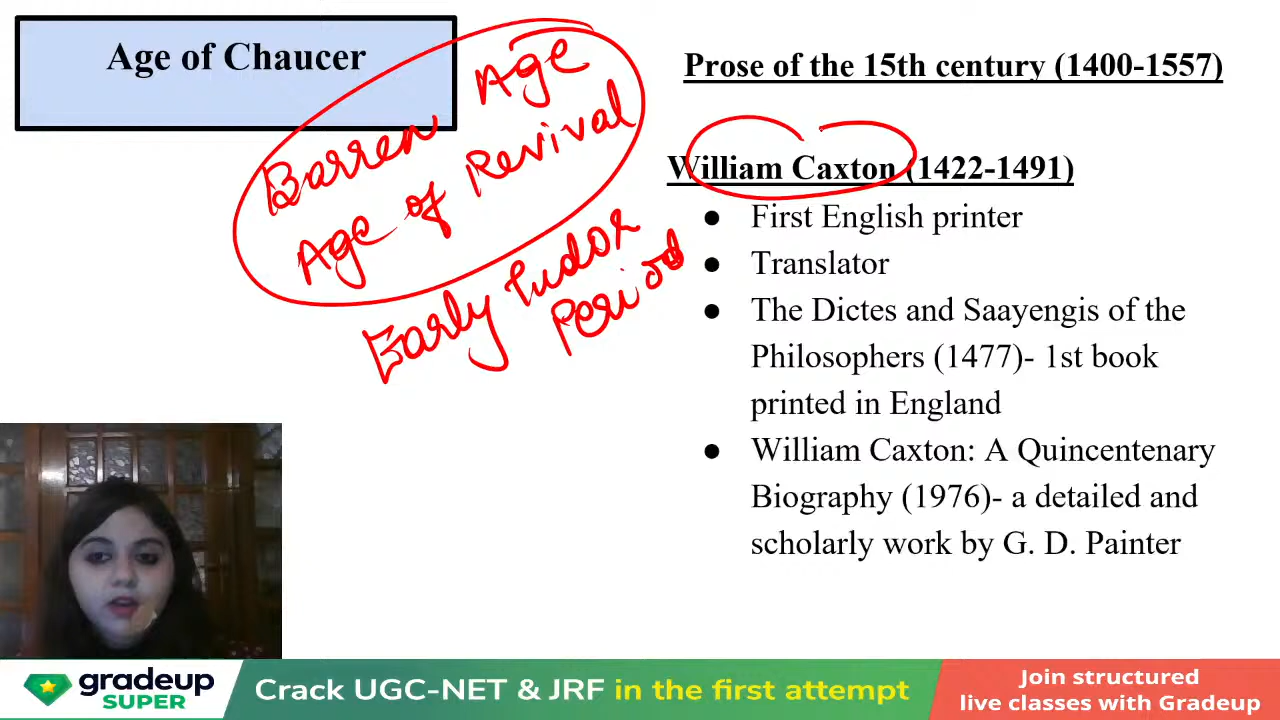 Age of Chaucer
Barren Age
Age of Revival
Early Tudor
Period
Prose of the 15th century (1400-1557)
William Caxton (1422-1491)
● First English printer
● Translator
● The Dictes and Saayengis of the
Philosophers (1477)- 1st book
printed in England
● William Caxton: A Quincentenary
Biography (1976)- a detailed and
scholarly work by G. D. Painter
gradeup
SUPER
Crack UGC-NET & JRF in the first attempt
Join structured
live classes with Gradeup